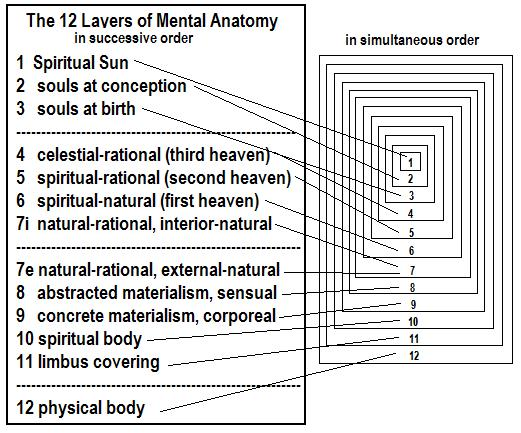 The 12 Layers of Mental Anatomy
in successive order
1 Spiritual Sun
2 souls at conception
3 souls at birth
4 celestial-rational (third heaven)
5 spiritual-rational (second heaven)
6 spiritual-natural (first heaven)
7i natural-rational, interior-natural
7e natural-rational, external-natural
8 abstracted materialism, sensual
9 concrete materialism, corporeal
10 spiritual body
11 limbus covering
12 physical body
in simultaneous order
1
2
3
4
5
6
7
8
9
10
11
12